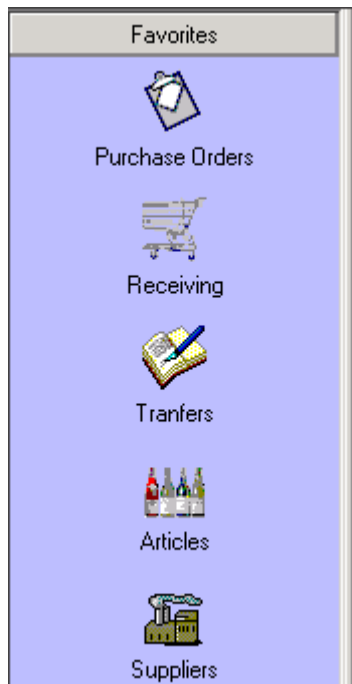 Favorites
Purchase Orders
Receiving
Tranfers
Articles
Suppliers